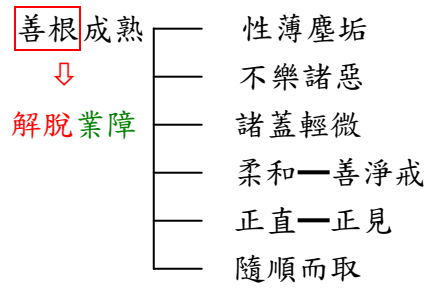 善根成熟 性薄塵垢
⇩ 不樂諸惡
解脫業障 諸蓋輕微
柔和━善淨戒
正直━正見
隨順而取